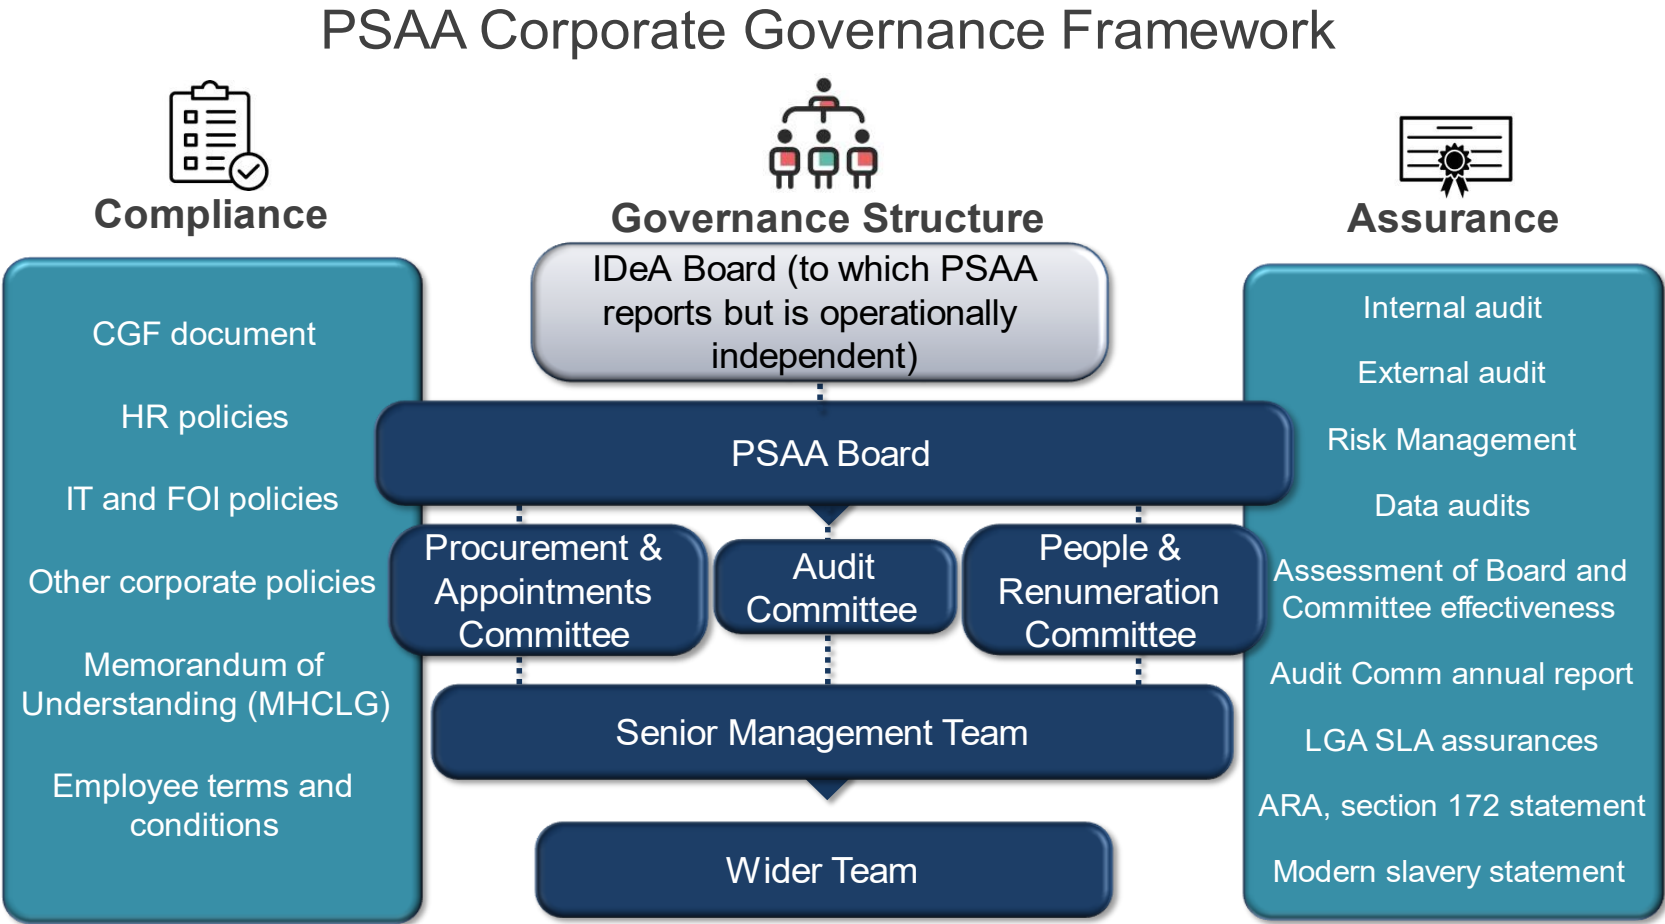 PSAA Corporate Governance Framework
Compliance
CGF document
HR policies
IT and FOI policies
Other corporate policies
Memorandum of
Understanding (MHCLG)
Employee terms and
conditions
Governance Structure
IDeA Board (to which PSAA
reports but is operationally
independent)
PSAA Board
Procurement &
Appointments
Committee
Audit
Committee
People &
Renumeration
Committee
Senior Management Team
Wider Team
Assurance
Internal audit
External audit
Risk Management
Data audits
Assessment of Board and
Committee effectiveness
Audit Comm annual report
LGA SLA assurances
ARA, section 172 statement
Modern slavery statement